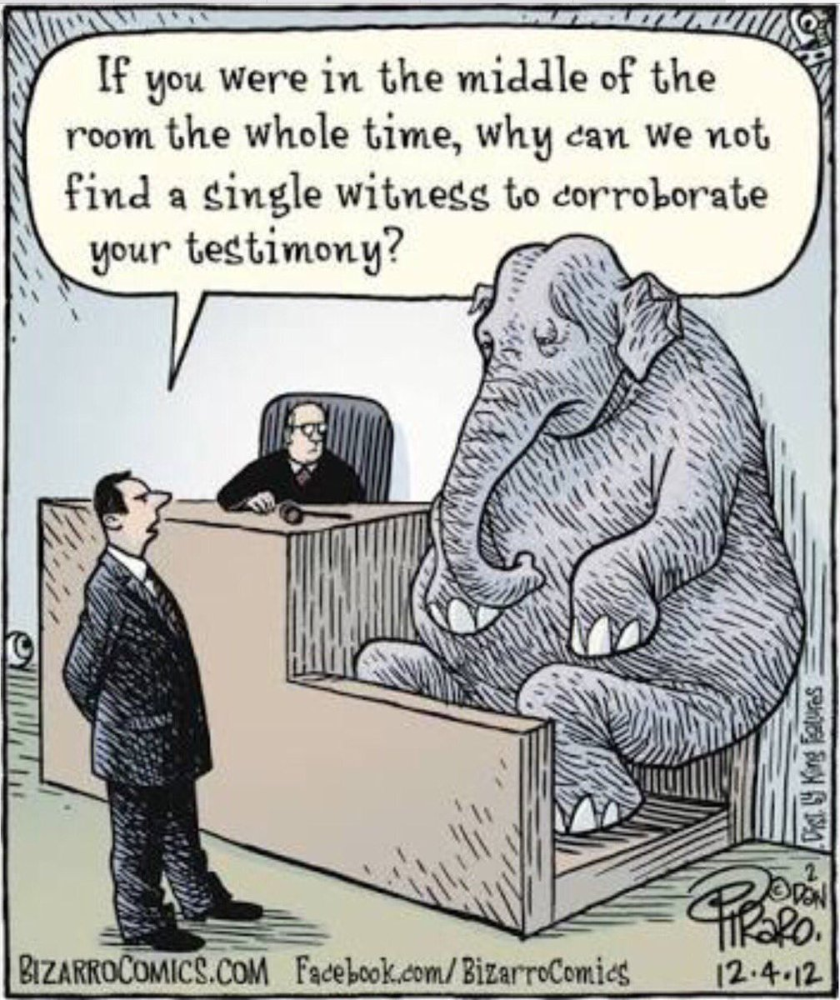 If you were in the middle of the
room the whole time, why can we not
find a single witness to corroborate
your testimony?
Dist. by King Features
© DON
2
PIRARO.
12.4.12
BIZARROCOMICS.COM Facebook.com/BizarroComics